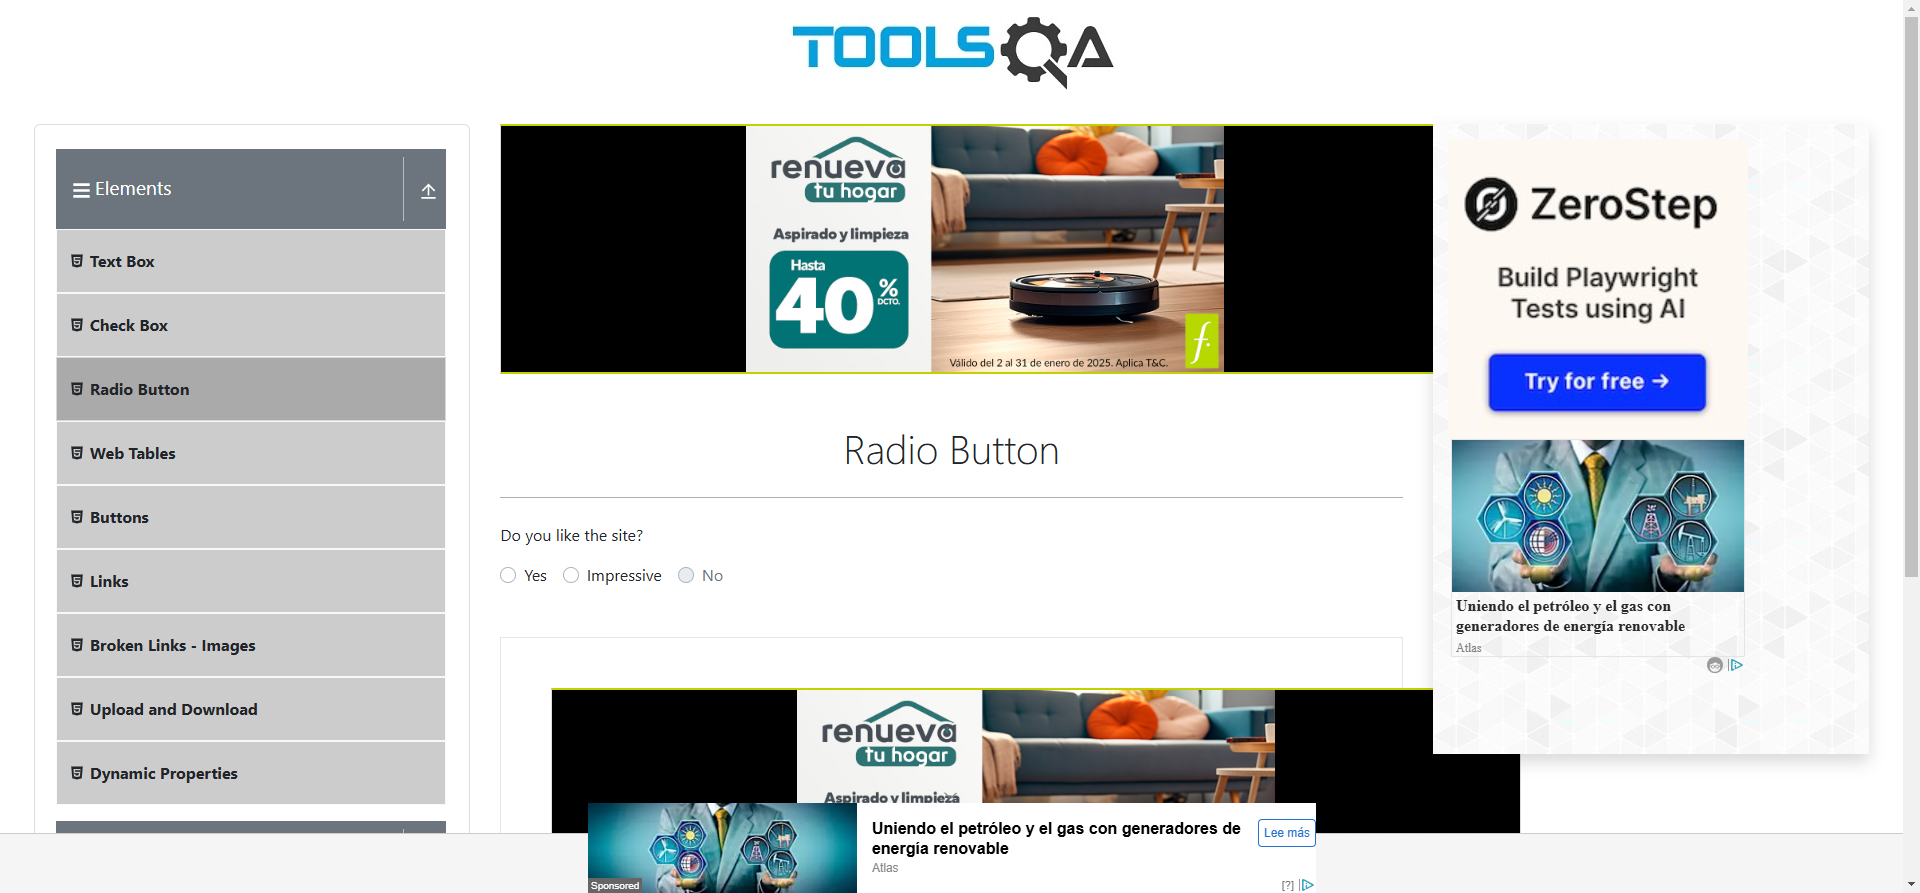 TOOLSQA
Elements
Text Box
Check Box
Radio Button
Web Tables
Buttons
Links
Broken Links - Images
Upload and Download
Dynamic Properties
renueva
tu hogar
Aspirado y limpieza
Hasta
40%
DCTO.
Válido del 2 al 31 de enero de 2025. Aplica T&C.
f.
Radio Button
Do you like the site?
Yes Impressive No
renueva
tu hogar
Aspirado y limpieza
ZeroStep
Build Playwright
Tests using AI
Try for free →
Uniendo el petróleo y el gas con
generadores de energía renovable
Atlas
Sponsored
Uniendo el petróleo y el gas con generadores de
energía renovable
Atlas
Lee más
[?]